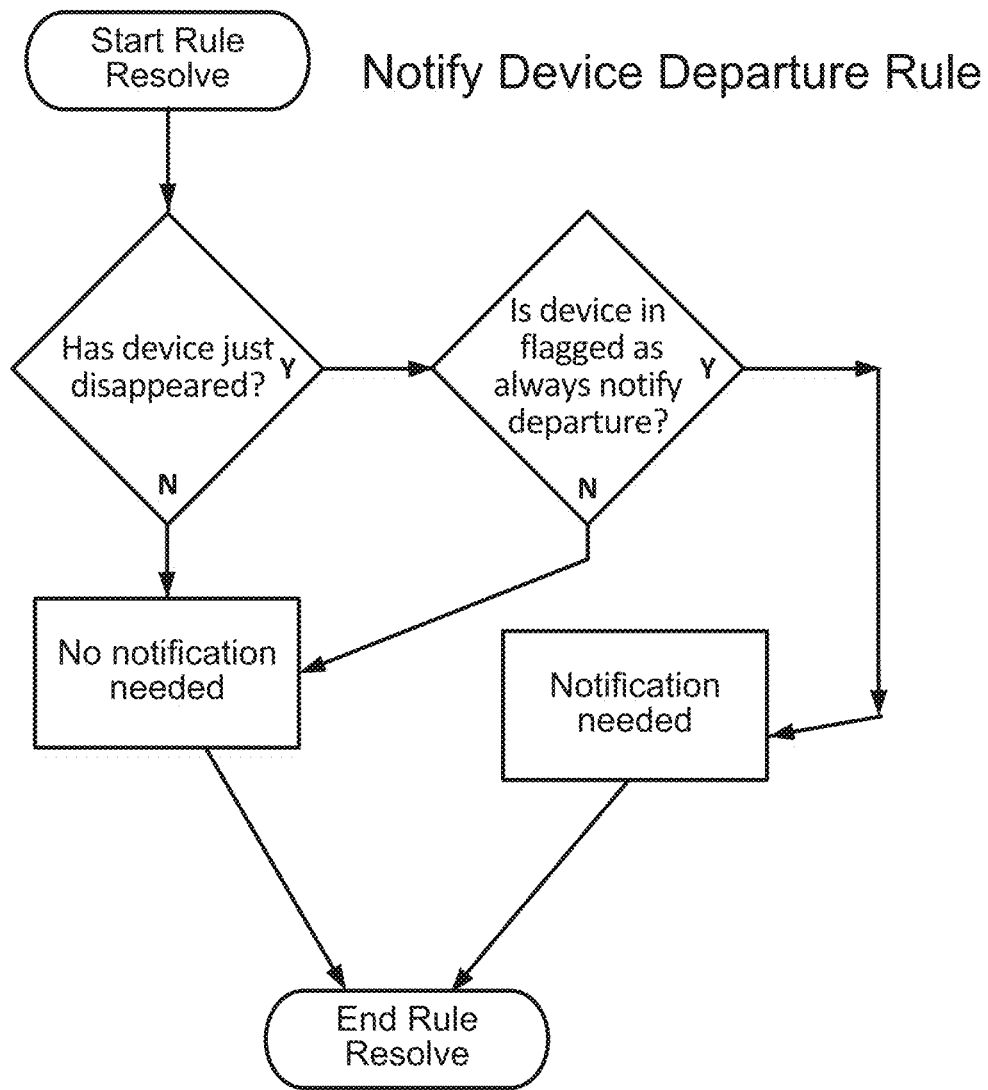 Start Rule
Resolve
Notify Device Departure Rule
Has device just
disappeared?
Y
N
Is device in
flagged as
always notify
departure?
Y
N
No notification
needed
Notification
needed
End Rule
Resolve